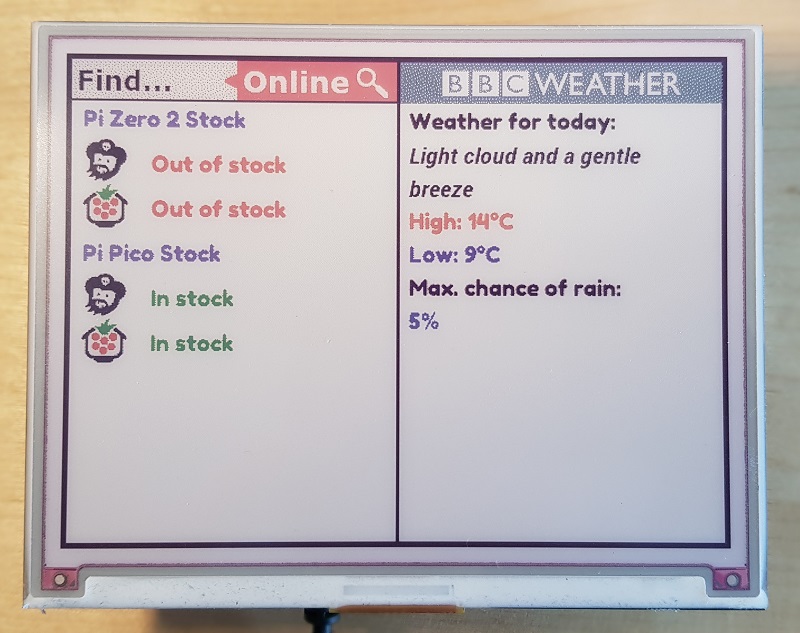 Find...
Online
Pi Zero 2 Stock
Out of stock
Out of stock
Pi Pico Stock
In stock
In stock
BBC WEATHER
Weather for today:
Light cloud and a gentle
breeze
High: 14°C
Low: 9°C
Max. chance of rain:
5%